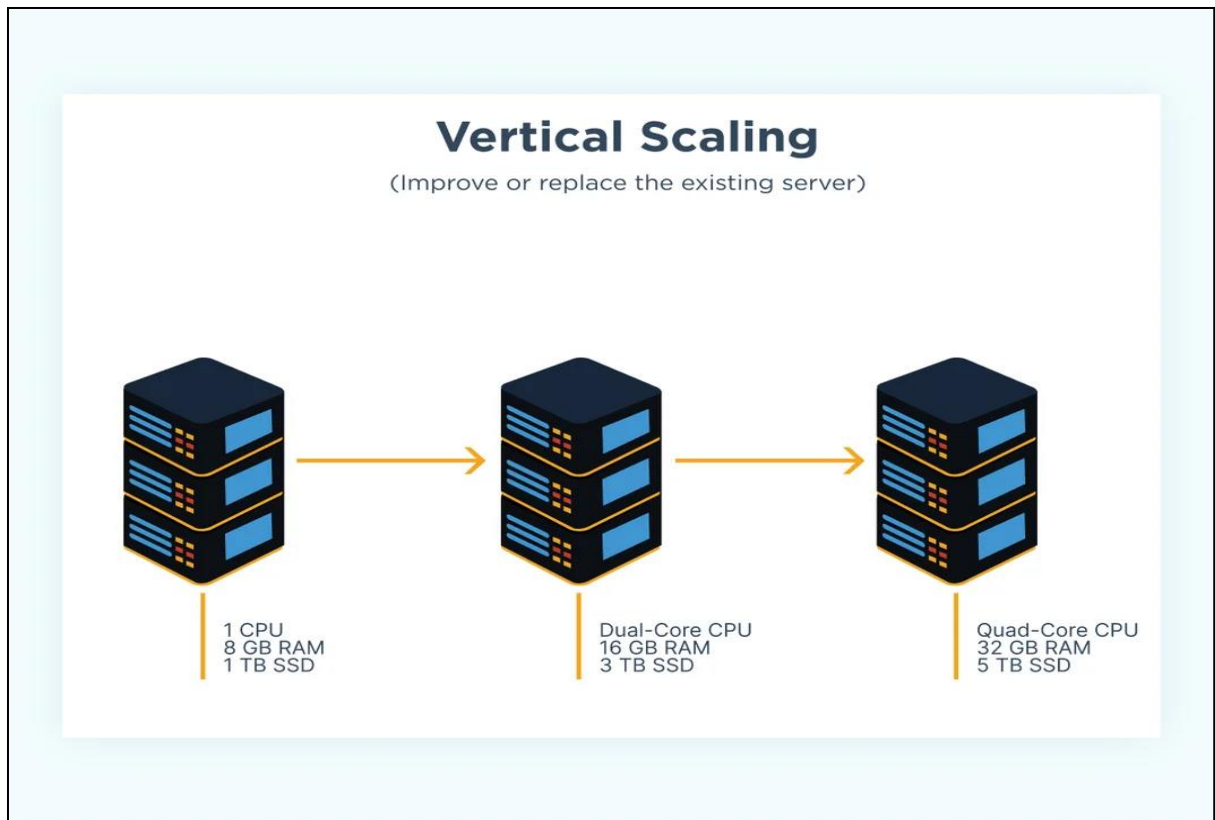 Vertical Scaling
(Improve or replace the existing server)
1 CPU
8 GB RAM
1 TB SSD
Dual-Core CPU
16 GB RAM
3 TB SSD
Quad-Core CPU
32 GB RAM
5 TB SSD